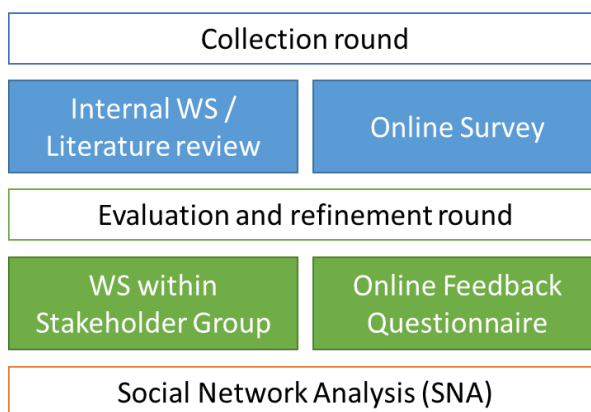 Collection round
Internal WS /
Literature review
Online Survey
Evaluation and refinement round
WS within
Stakeholder Group
Online Feedback
Questionnaire
Social Network Analysis (SNA)